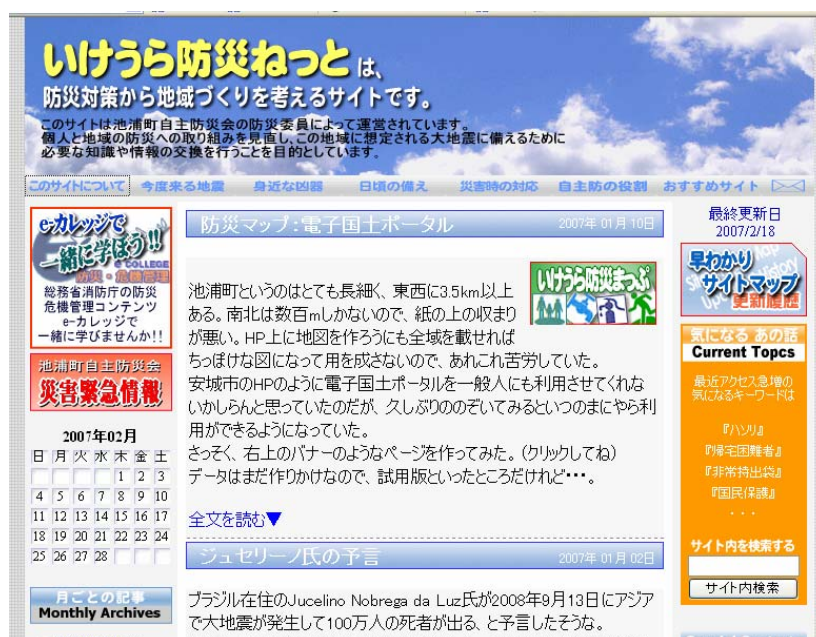 いけうら防災ねっと は、
防災対策から地域づくりを考えるサイトです。
このサイトは池浦町自主防災会の防災委員によって運営されています。
個人と地域の防災への取り組みを見直し、この地域に想定される大地震に備えるために
必要な知識や情報の交換を行うことを目的としています。
このサイトについて 今度来る地震 身近な凶器 日頃の備え 災害時の対応 自主防の役割 おすすめサイト
e-カレッジで
一緒に学ぼう!!
e-COLLEGE
防災・危機管理
総務省消防庁の防災
危機管理コンテンツ
e-カレッジで
一緒に学びませんか!!
池浦町自主防災会
災害緊急情報
2007年02月
日 月 火 水 木 金 土
1 2 3
4 5 6 7 8 9 10
11 12 13 14 15 16 17
18 19 20 21 22 23 24
25 26 27 28
月ごとの記事
Monthly Archives
防災マップ:電子国土ポータル 2007年 01月 10日
いけうら防災まっぷ
池浦町というのはとても長細く、東西に3.5km以上
ある。南北は数百mしかないので、紙の上の収まり
が悪い。HP上に地図を作ろうにも全域を載せれば
ちっぽけな図になって用を成さないので、あれこれ苦労していた。
安城市のHPのように電子国土ポータルを一般人にも利用させてくれな
いかしらんと思っていたのだが、久しぶりののぞいてみるといつのまにやら利
用ができるようになっていた。
さっそく、右上のバナーのようなページを作ってみた。(クリックしてね)
データはまだ作りかけなので、試用版といったところだけれど・・・。
全文を読む▼
ジュセリーノ氏の予言 2007年 01月 02日
ブラジル在住のJucelino Nobrega da Luz氏が2008年9月13日にアジア
で大地震が発生して100万人の死者が出る、と予言したそうな。
最終更新日
2007/2/18
早わかり
サイトマップ
更新履歴
気になる あの話
Current Topcs
最近アクセス急増の
気になるキーワードは
『ハソリ』
『帰宅困難者』
『非常持出袋』
『国民保護』
・・・
サイト内を検索する
サイト内検索